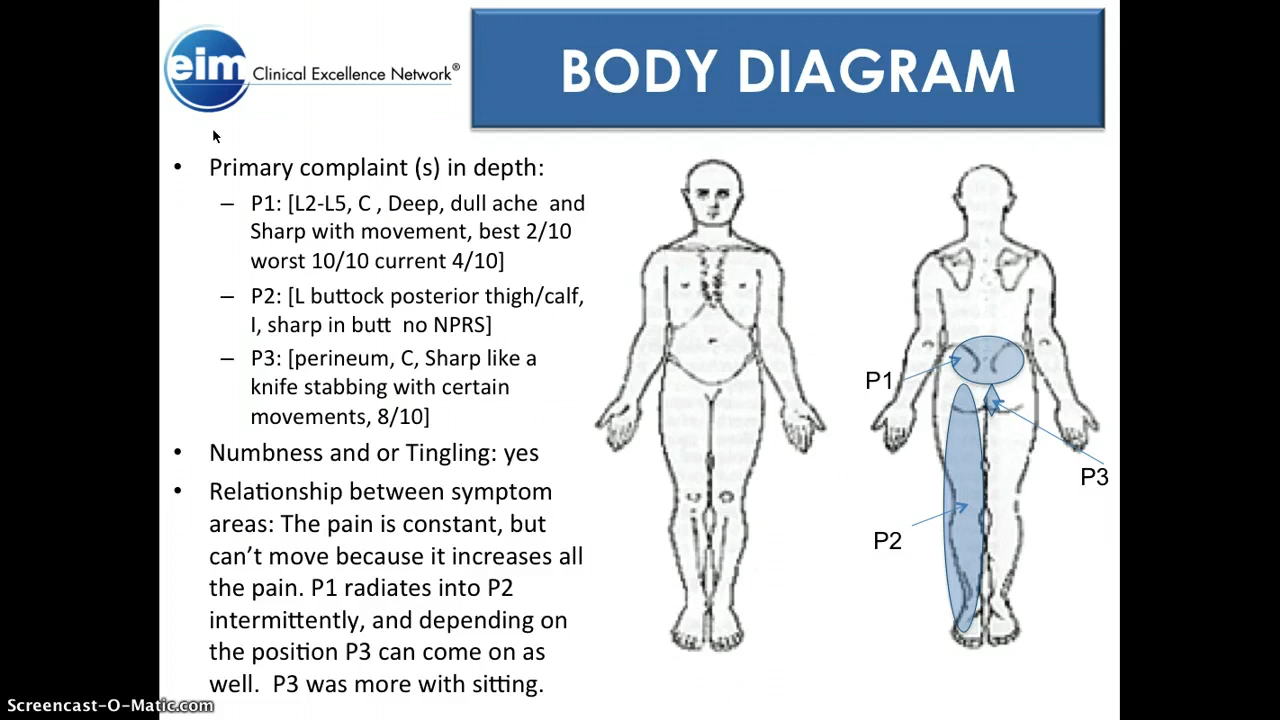 eim Clinical Excellence Network®
BODY DIAGRAM
• Primary complaint (s) in depth:
– P1: [L2-L5, C , Deep, dull ache and
Sharp with movement, best 2/10
worst 10/10 current 4/10]
– P2: [L buttock posterior thigh/calf,
I, sharp in butt no NPRS]
– P3: [perineum, C, Sharp like a
knife stabbing with certain
movements, 8/10]
• Numbness and or Tingling: yes
• Relationship between symptom
areas: The pain is constant, but
can’t move because it increases all
the pain. P1 radiates into P2
intermittently, and depending on
the position P3 can come on as
well. P3 was more with sitting.
P1
P3
P2
Screencast-O-Matic.com